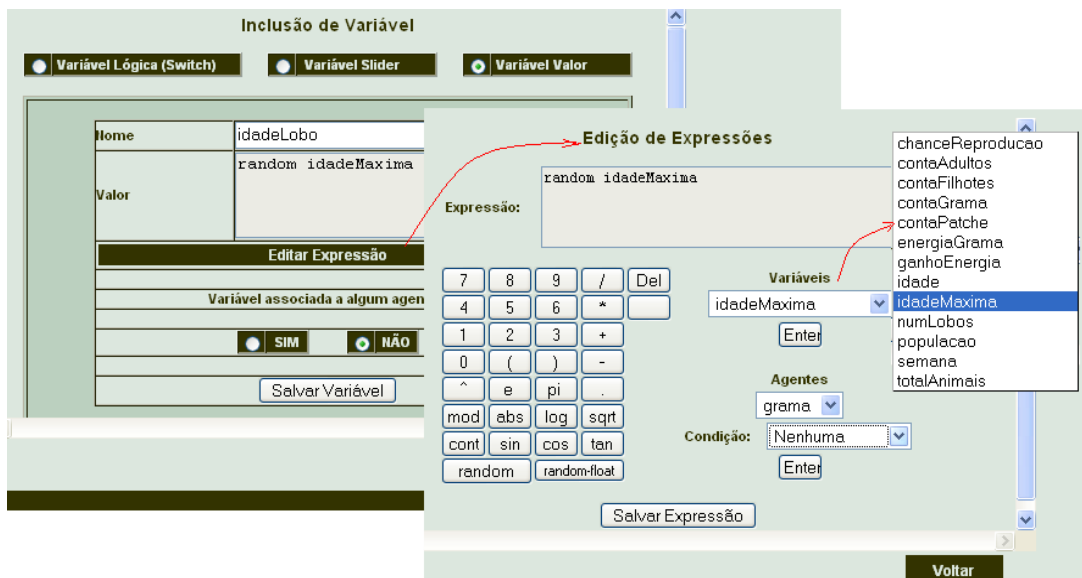 Inclusão de Variável
Variável Lógica (Switch) Variável Slider Variável Valor
Nome idadeLobo
Valor random idadeMaxima
Editar Expressão
Variável associada a algum agen
SIM NÃO
Salvar Variável
Edição de Expressões
Expressão: random idadeMaxima
7 8 9 / Del
4 5 6 *
1 2 3 +
0 ( ) -
^ e pi .
mod abs log sqrt
cont sin cos tan
random random-float
Variáveis
idadeMaxima
Enter
Agentes
grama
Condição: Nenhuma
Enter
chanceReproducao
contaAdultos
contaFilhotes
contaGrama
contaPatche
energiaGrama
ganhoEnergia
idade
idadeMaxima
numLobos
populacao
semana
totalAnimais
Salvar Expressão
Voltar